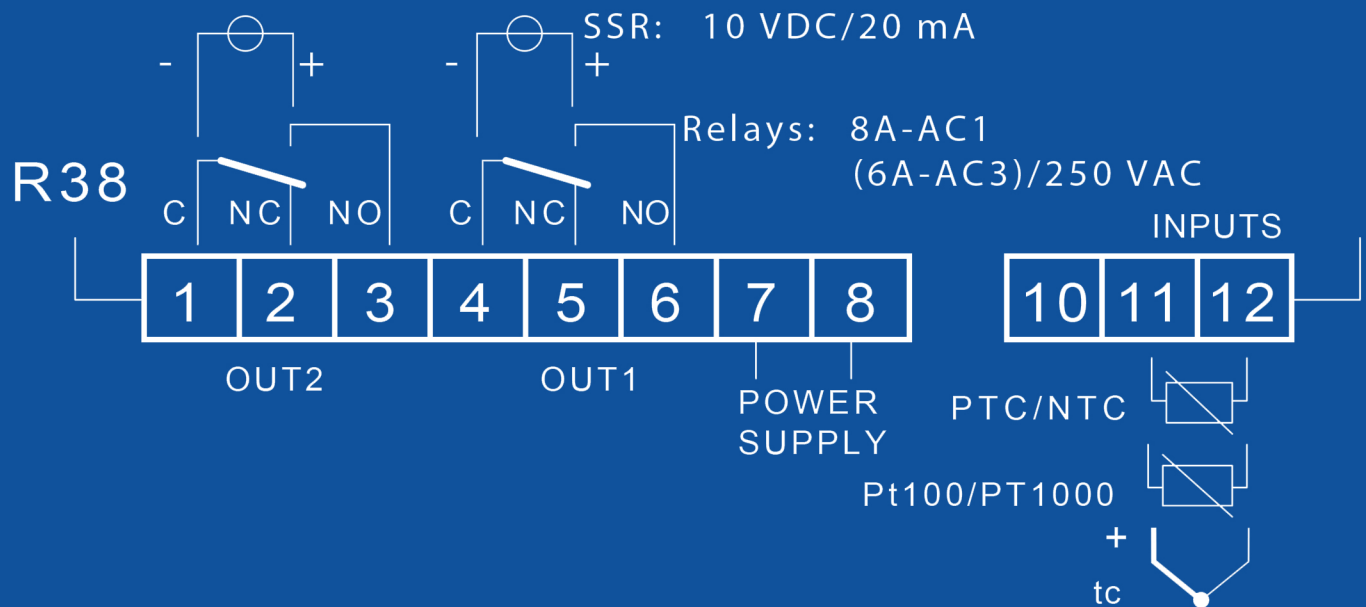 SSR: 10 VDC/20 mA
- + - +
Relays: 8A-AC1
(6A-AC3)/250 VAC
R38
C NC NO C NC NO
INPUTS
1 2 3 4 5 6 7 8 10 11 12
OUT2 OUT1
POWER
SUPPLY
PTC/NTC
Pt100/PT1000
+
tc